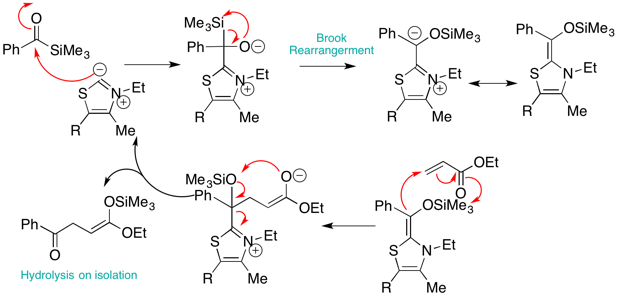 O
Ph
SiMe3
S
N
Et
R
Me
Me3Si
Ph
O
S
N
Et
R
Me
Brook
Rearrangerment
Ph
OSiMe3
S
N
Et
R
Me
Ph
OSiMe3
S
N
Et
R
Me
OEt
O
Ph
OSiMe3
S
N
Et
R
Me
Me3SiO
O
Ph
OEt
S
N
Et
R
Me
OSiMe3
Ph
OEt
O
Hydrolysis on isolation